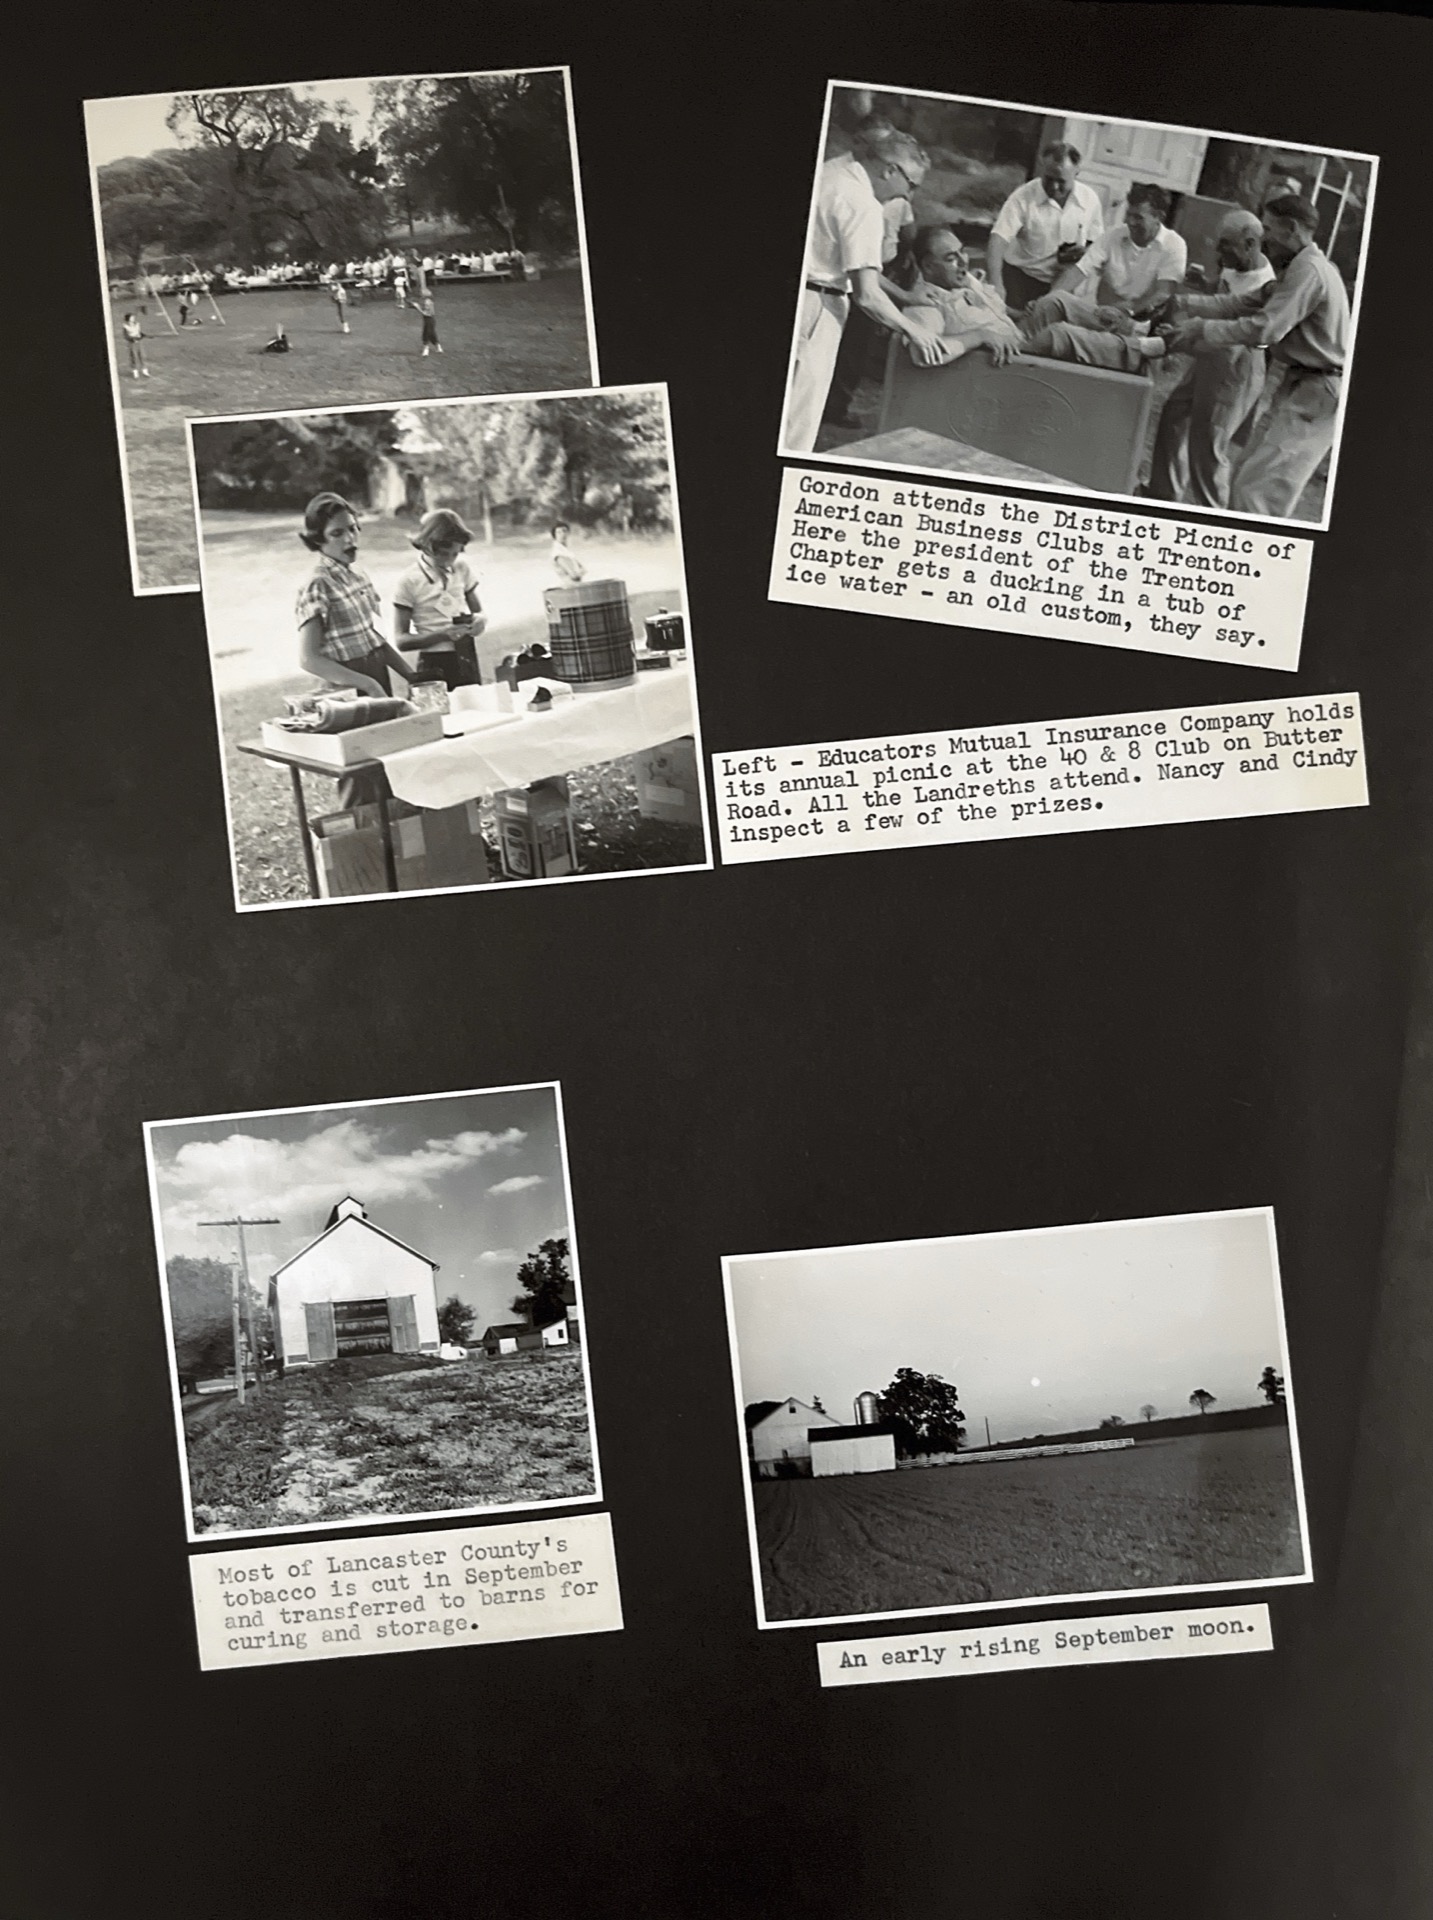 Gordon attends the District Picnic of
American Business Clubs at Trenton.
Here the president of the Trenton
Chapter gets a ducking in a tub of
ice water - an old custom, they say.
Left - Educators Mutual Insurance Company holds
its annual picnic at the 40 & 8 Club on Butter
Road. All the Landreths attend. Nancy and Cindy
inspect a few of the prizes.
Most of Lancaster County's
tobacco is cut in September
and transferred to barns for
curing and storage.
An early rising September moon.